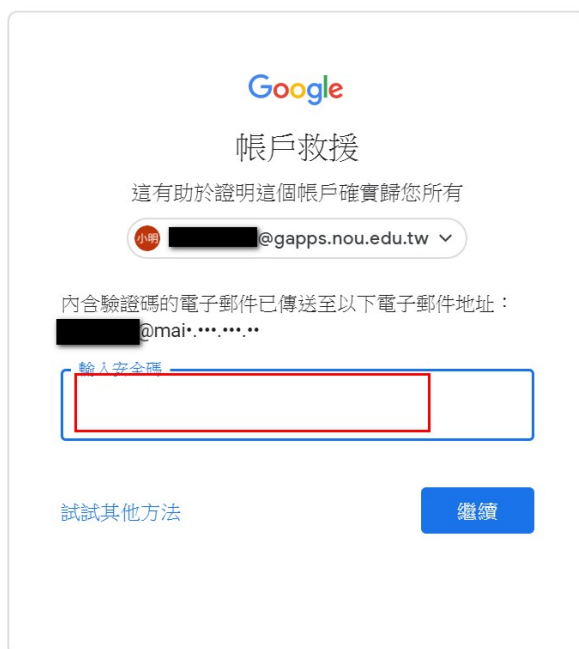 Google
帳戶救援
這有助於證明這個帳戶確實歸您所有
小明 @gapps.nou.edu.tw
內含驗證碼的電子郵件已傳送至以下電子郵件地址：
@mai•.•••.•••.••
輸入安全碼
試試其他方法
繼續